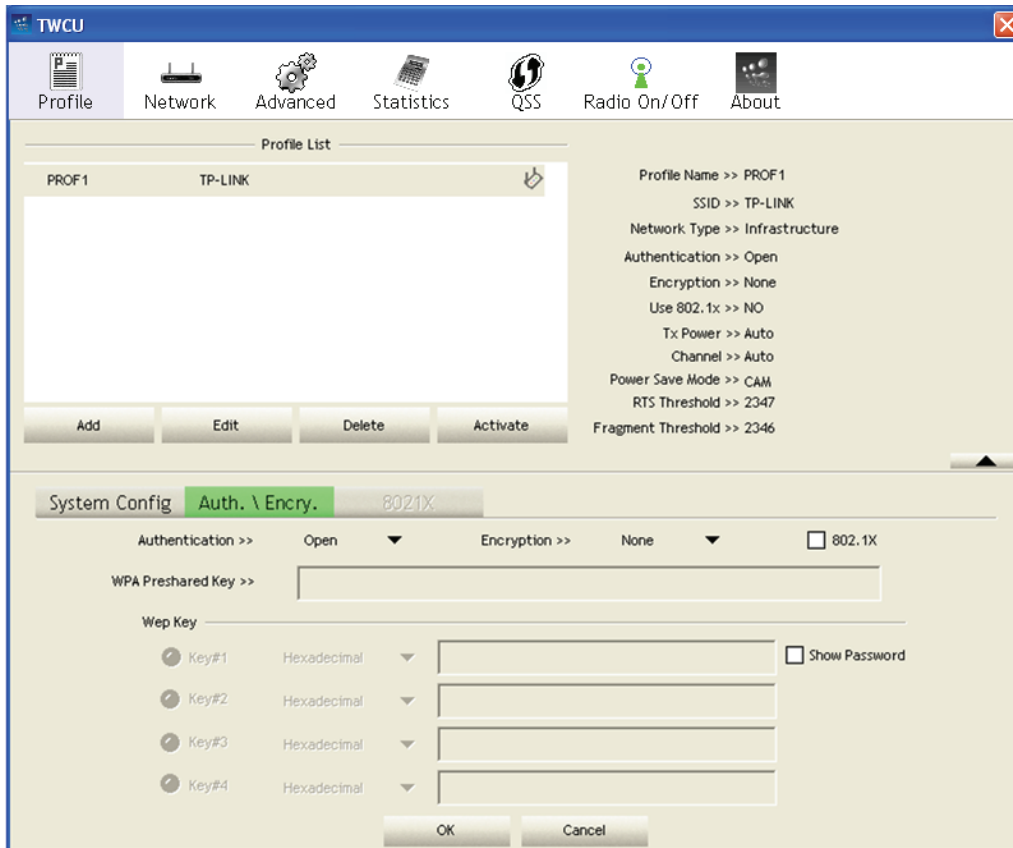 TWCU
Profile Network Advanced Statistics QSS Radio On/Off About
Profile List
PROF1 TP-LINK
Add Edit Delete Activate
Profile Name >> PROF1
SSID >> TP-LINK
Network Type >> Infrastructure
Authentication >> Open
Encryption >> None
Use 802.1x >> NO
Tx Power >> Auto
Channel >> Auto
Power Save Mode >> CAM
RTS Threshold >> 2347
Fragment Threshold >> 2346
System Config Auth. \ Encry. 8021X
Authentication >> Open Encryption >> None 802.1X
WPA Preshared Key >>
Wep Key
Key#1 Hexadecimal Show Password
Key#2 Hexadecimal
Key#3 Hexadecimal
Key#4 Hexadecimal
OK Cancel